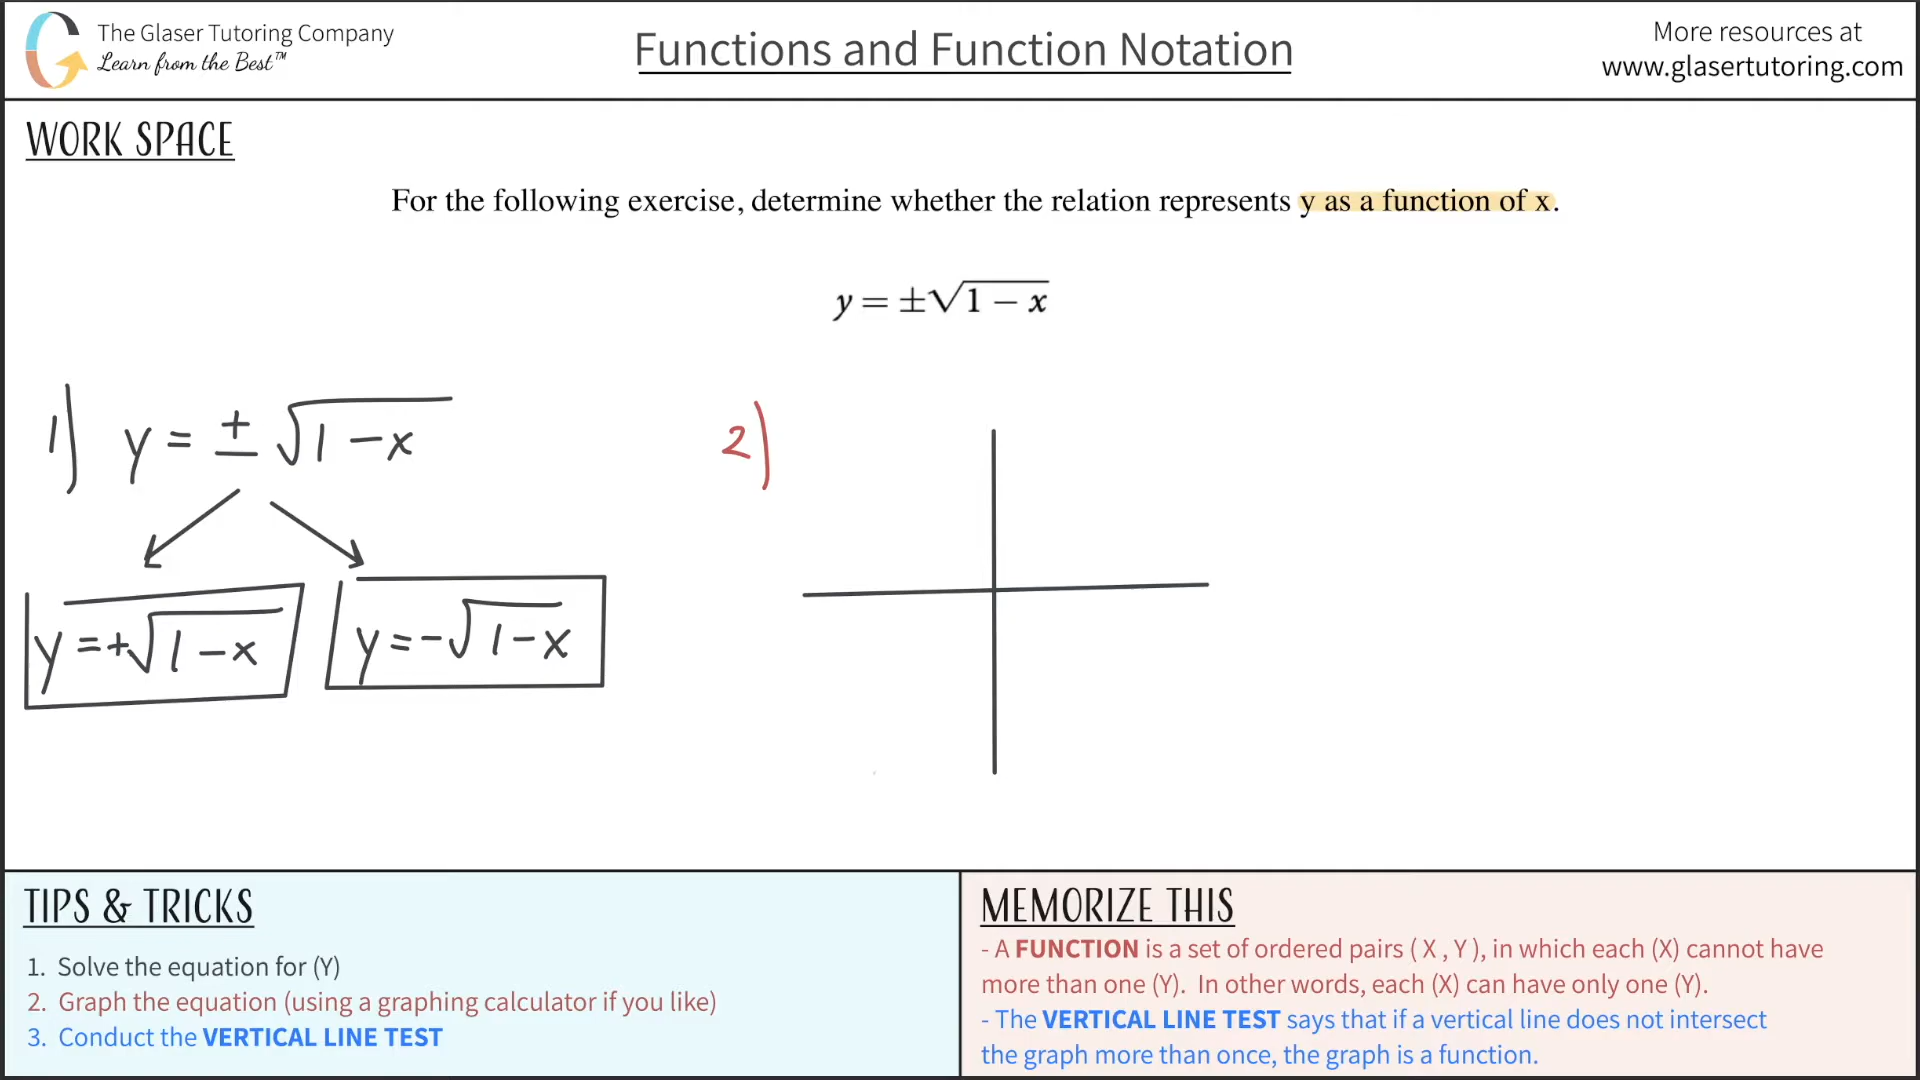 The Glaser Tutoring Company
Learn from the Best™
Functions and Function Notation
More resources at
www.glasertutoring.com
WORK SPACE
For the following exercise, determine whether the relation represents y as a function of x.
y = ±√1 − x
1) y = ± √1 − x
2)
y = +√1 − x
y = −√1 − x
TIPS & TRICKS
1. Solve the equation for (Y)
2. Graph the equation (using a graphing calculator if you like)
3. Conduct the VERTICAL LINE TEST
MEMORIZE THIS
- A FUNCTION is a set of ordered pairs ( X , Y ), in which each (X) cannot have
more than one (Y). In other words, each (X) can have only one (Y).
- The VERTICAL LINE TEST says that if a vertical line does not intersect
the graph more than once, the graph is a function.